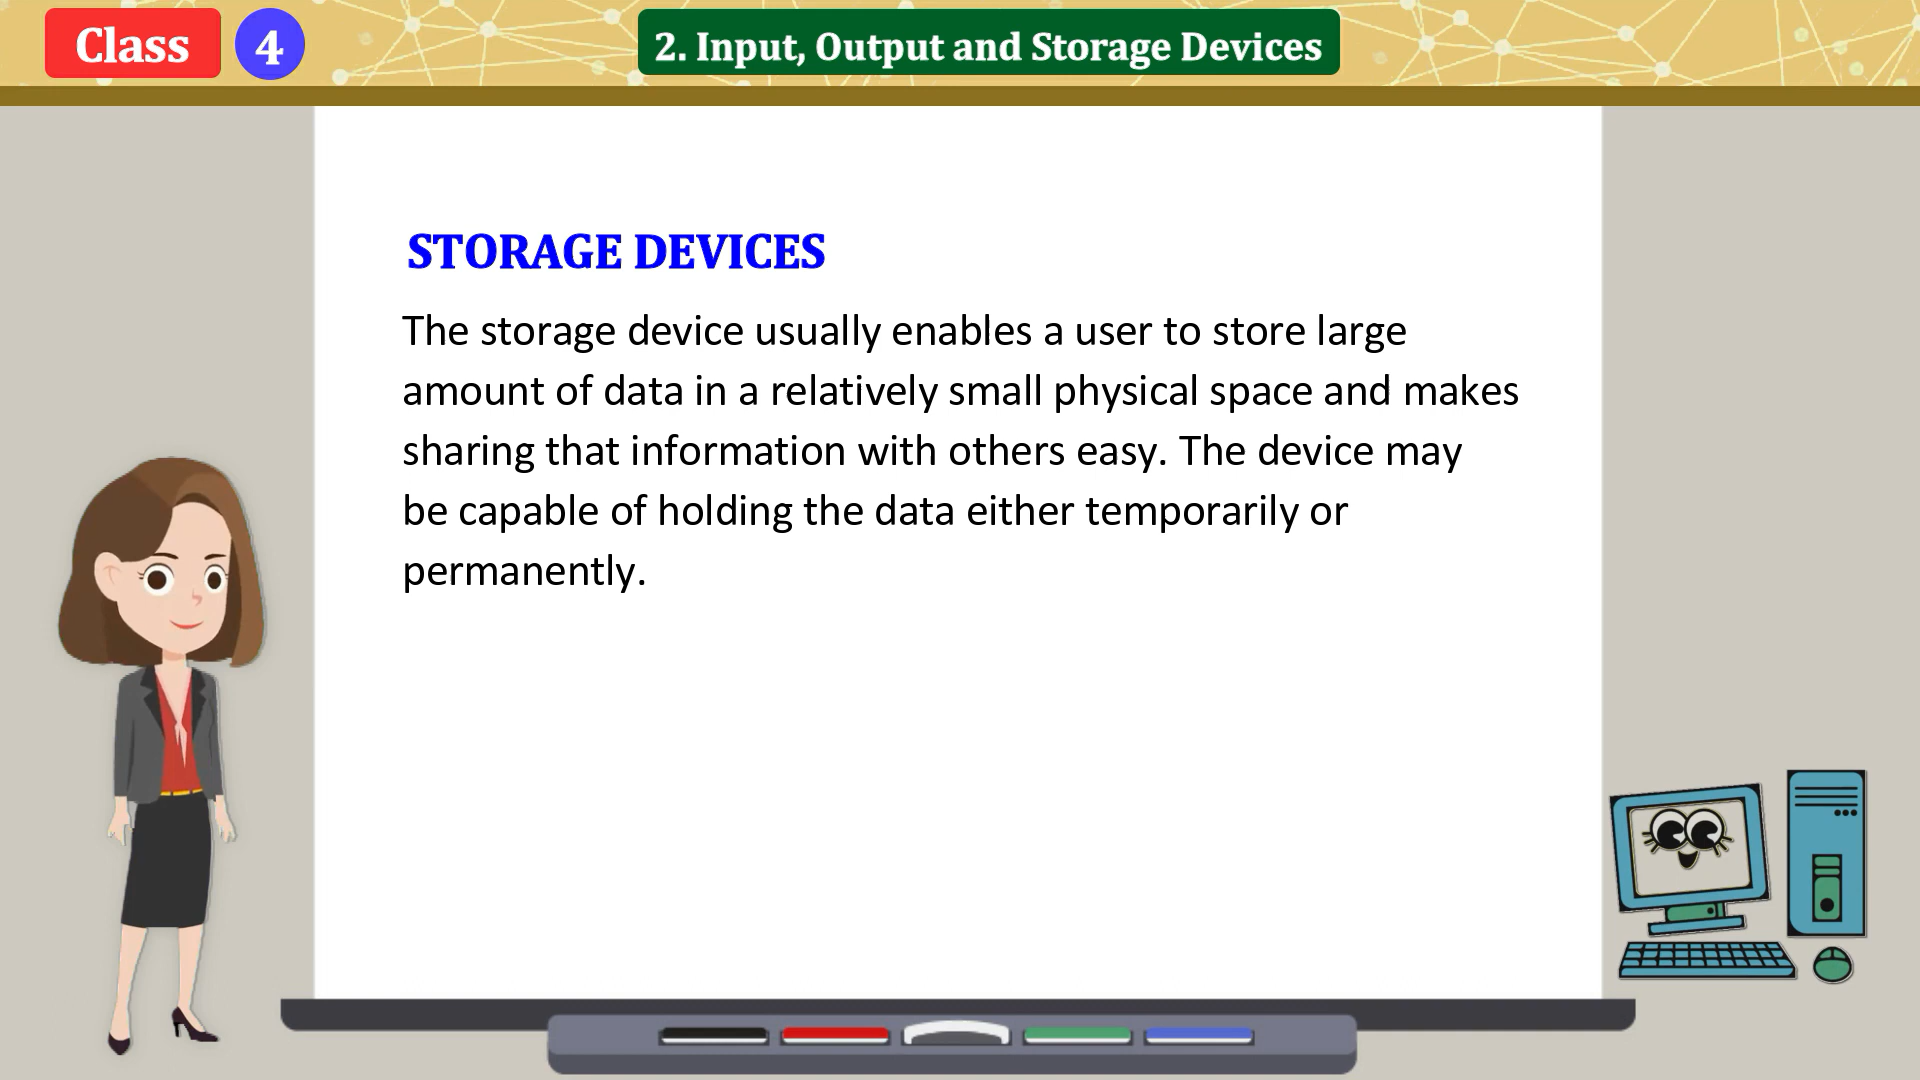 Class 4
2. Input, Output and Storage Devices
STORAGE DEVICES
The storage device usually enables a user to store large
amount of data in a relatively small physical space and makes
sharing that information with others easy. The device may
be capable of holding the data either temporarily or
permanently.